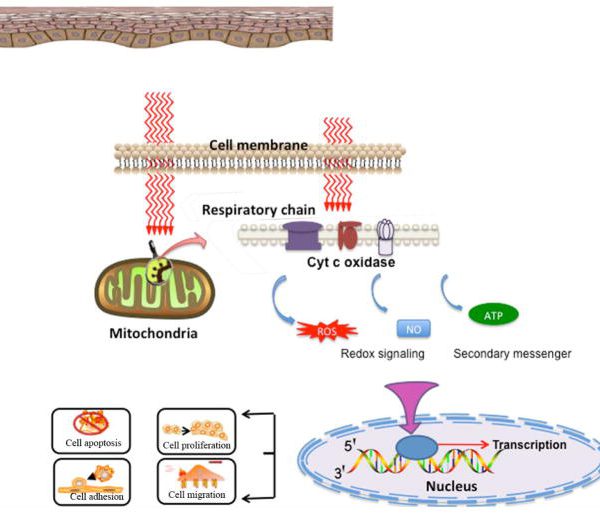 Cell membrane
Respiratory chain
Cyt c oxidase
Mitochondria
ROS
NO
ATP
Redox signaling
Secondary messenger
Cell apoptosis
Cell proliferation
Cell adhesion
Cell migration
5'
3'
Transcription
Nucleus